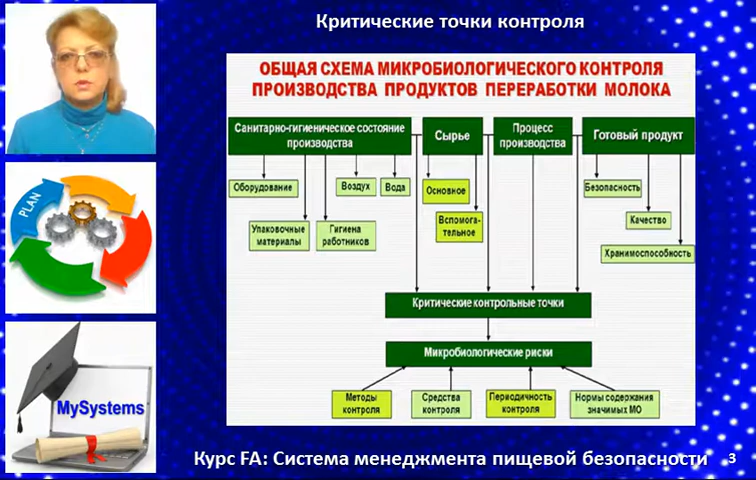 Критические точки контроля
ОБЩАЯ СХЕМА МИКРОБИОЛОГИЧЕСКОГО КОНТРОЛЯ
ПРОИЗВОДСТВА ПРОДУКТОВ ПЕРЕРАБОТКИ МОЛОКА
Санитарно-гигиеническое состояние
производства
Сырье
Процесс
производства
Готовый продукт
Оборудование
Воздух
Вода
Основное
Безопасность
Упаковочные
материалы
Гигиена
работников
Вспомога-
тельное
Качество
Хранимоспособность
Критические контрольные точки
Микробиологические риски
Методы
контроля
Средства
контроля
Периодичность
контроля
Нормы содержания
значимых МО
PLAN
MySystems
Курс FA: Система менеджмента пищевой безопасности
3